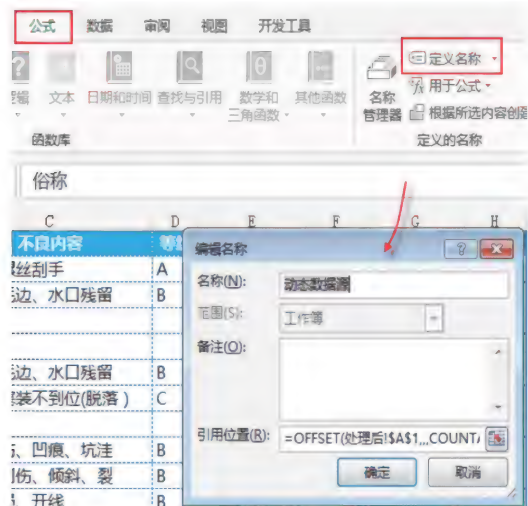 公式 数据 审阅 视图 开发工具
文本 日期和时间 查找与引用 数学和三角函数 其他函数 名称管理器 定义名称
用于公式
根据所选内容创建
函数库 定义的名称
俗称
C D E F G H
不良内容
丝刮手 A
边、水口残留 B
边、水口残留 B
装不到位(脱落) C
、凹痕、坑洼 B
伤、倾斜、裂 B
开线 B
编辑名称
名称(N): 动态数据源
范围(S): 工作簿
备注(O):
引用位置(R): =OFFSET(处理后!$A$1,,,COUNT
确定 取消